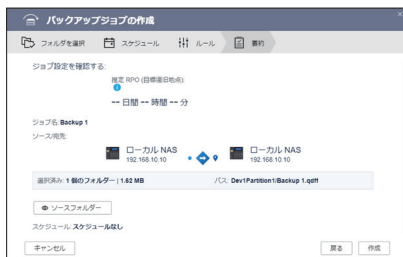 バックアップジョブの作成
フォルダを選択 スケジュール ルール 要約
ジョブ設定を確認する:
推定 RPO (目標復旧地点):
-- 日間 -- 時間 -- 分
ジョブ名: Backup 1
ソース/宛先:
ローカル NAS ローカル NAS
192.168.10.10 192.168.10.10
選択済み: 1 個のフォルダー | 1.62 MB パス: Dev1Partition1/Backup 1.qdff
ソースフォルダー
スケジュール: スケジュールなし
キャンセル 戻る 作成